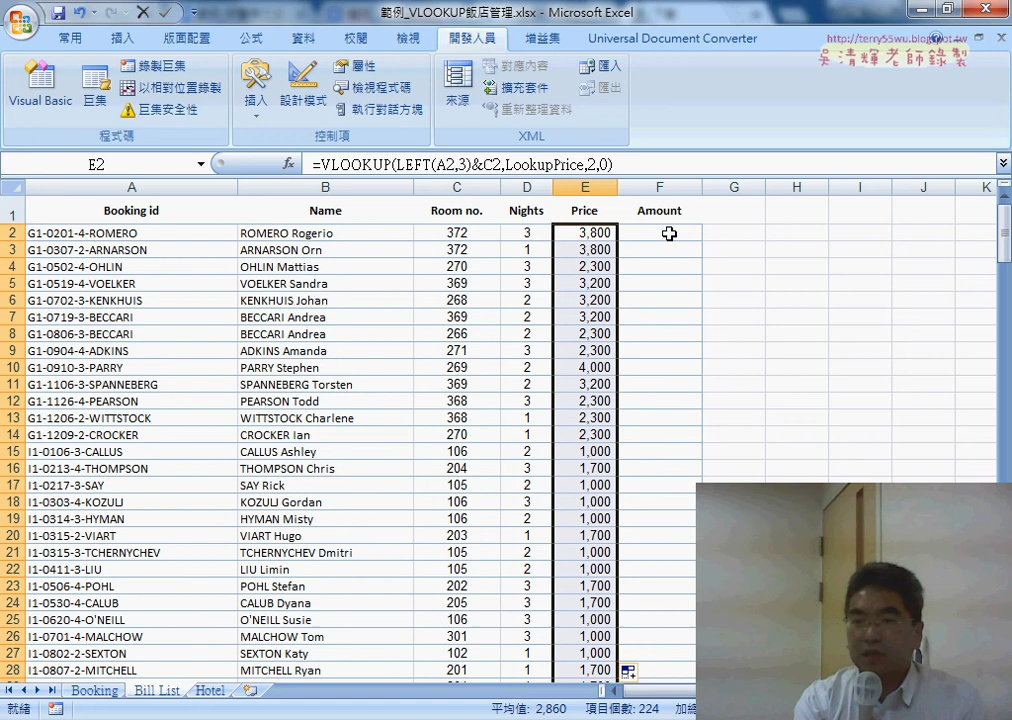 範例_VLOOKUP飯店管理.xlsx - Microsoft Excel
http://terry55wu.blogspot.tw
吳清輝老師錄製
常用 插入 版面配置 公式 資料 校閱 檢視 開發人員 增益集 Universal Document Converter
Visual Basic 巨集 錄製巨集 以相對位置錄製 巨集安全性
插入 設計模式 屬性 檢視程式碼 執行對話方塊
來源 對應內容 擴充套件 重新整理資料 匯入 匯出
程式碼 控制項 XML
E2 fx =VLOOKUP(LEFT(A2,3)&C2,LookupPrice,2,0)
A B C D E F G H I J K
1 Booking id Name Room no. Nights Price Amount
2 G1-0201-4-ROMERO ROMERO Rogerio 372 3 3,800
3 G1-0307-2-ARNARSON ARNARSON Orn 372 1 3,800
4 G1-0502-4-OHLIN OHLIN Mattias 270 3 2,300
5 G1-0519-4-VOELKER VOELKER Sandra 369 3 3,200
6 G1-0702-3-KENKHUIS KENKHUIS Johan 268 2 3,200
7 G1-0719-3-BECCARI BECCARI Andrea 369 2 3,200
8 G1-0806-3-BECCARI BECCARI Andrea 266 2 2,300
9 G1-0904-4-ADKINS ADKINS Amanda 271 3 2,300
10 G1-0910-3-PARRY PARRY Stephen 269 2 4,000
11 G1-1106-3-SPANNEBERG SPANNEBERG Torsten 369 2 3,200
12 G1-1126-4-PEARSON PEARSON Todd 368 3 2,300
13 G1-1206-2-WITTSTOCK WITTSTOCK Charlene 368 1 2,300
14 G1-1209-2-CROCKER CROCKER Ian 270 1 2,300
15 I1-0106-3-CALLUS CALLUS Ashley 106 2 1,000
16 I1-0213-4-THOMPSON THOMPSON Chris 204 3 1,700
17 I1-0217-3-SAY SAY Rick 105 2 1,000
18 I1-0303-4-KOZULJ KOZULJ Gordan 106 3 1,000
19 I1-0314-3-HYMAN HYMAN Misty 106 2 1,000
20 I1-0315-2-VIART VIART Hugo 203 1 1,700
21 I1-0315-3-TCHERNYCHEV TCHERNYCHEV Dmitri 105 2 1,000
22 I1-0411-3-LIU LIU Limin 105 2 1,000
23 I1-0506-4-POHL POHL Stefan 202 3 1,700
24 I1-0530-4-CALUB CALUB Dyana 205 3 1,700
25 I1-0620-4-O'NEILL O'NEILL Susie 106 3 1,000
26 I1-0701-4-MALCHOW MALCHOW Tom 301 3 1,000
27 I1-0802-2-SEXTON SEXTON Katy 102 1 1,000
28 I1-0807-2-MITCHELL MITCHELL Ryan 201 1 1,700
Booking Bill List Hotel
就緒 平均值: 2,860 項目個數: 224